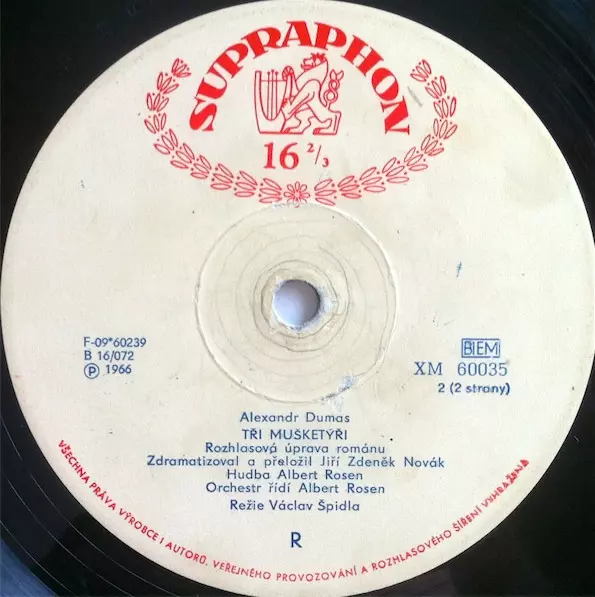 SUPRAPHON
16 2/3
F-09*60239
B 16/072
Ⓟ 1966
BIEM
XM 60035
2 (2 strany)
Alexandr Dumas
TŘI MUŠKETÝŘI
Rozhlasová úprava románu
Zdramatizoval a přeložil Jiří Zdeněk Novák
Hudba Albert Rosen
Orchestr řídí Albert Rosen
Režie Václav Špidla
R
VŠECHNA PRÁVA VÝROBCE I AUTORŮ. VEŘEJNÉHO PROVOZOVÁNÍ A ROZHLASOVÉHO ŠÍŘENÍ VYHRAŽENA